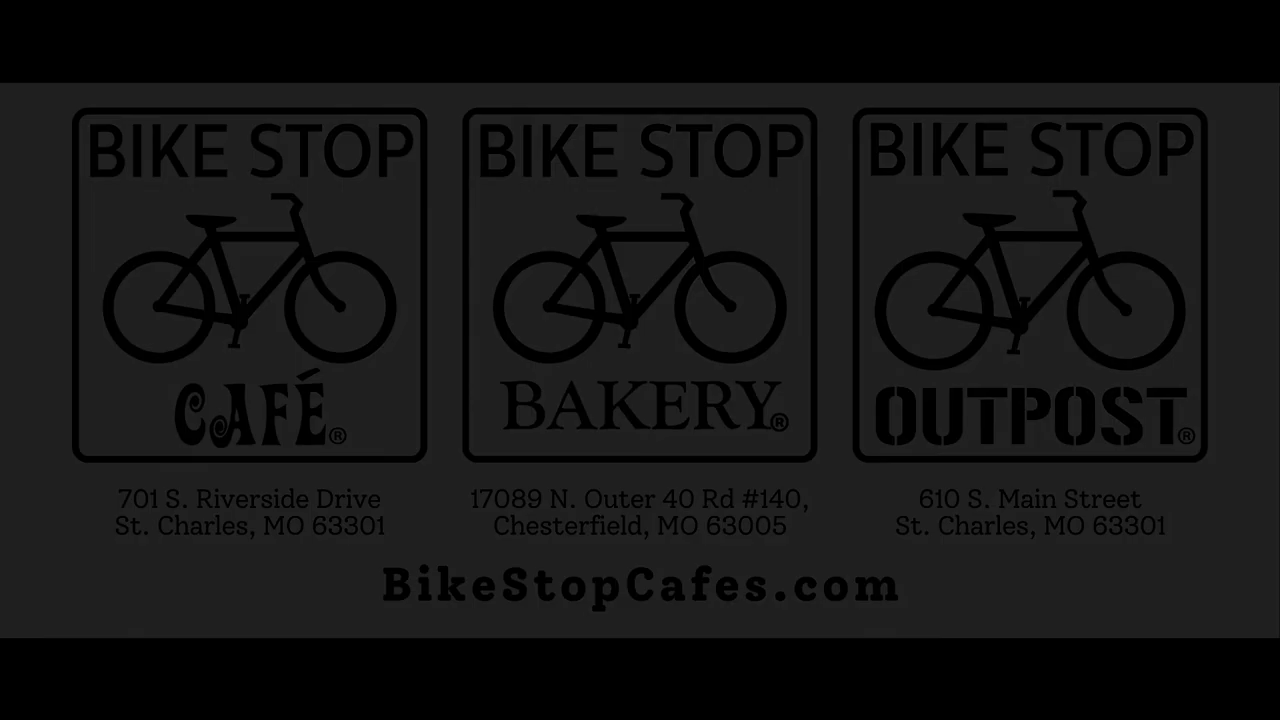 BIKE STOP
CAFÉ®
701 S. Riverside Drive
St. Charles, MO 63301
BIKE STOP
BAKERY®
17089 N. Outer 40 Rd #140,
Chesterfield, MO 63005
BIKE STOP
OUTPOST®
610 S. Main Street
St. Charles, MO 63301
BikeStopCafes.com